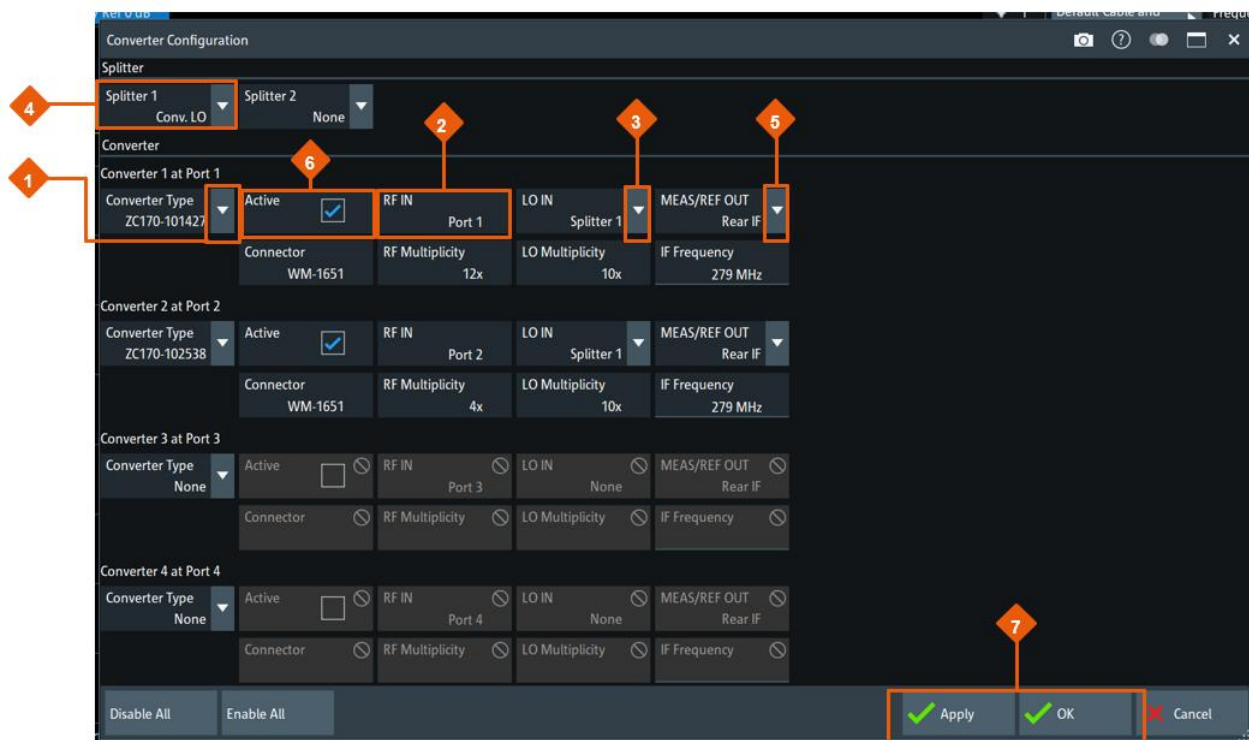 Ref 0 dB
Default Cable and
Converter Configuration
Splitter
4
Splitter 1
Conv. LO
Splitter 2
None
2
3
5
Converter
6
1
Converter 1 at Port 1
Converter Type
ZC170-101427
Active
RF IN
Port 1
LO IN
Splitter 1
MEAS/REF OUT
Rear IF
Connector
WM-1651
RF Multiplicity
12x
LO Multiplicity
10x
IF Frequency
279 MHz
Converter 2 at Port 2
Converter Type
ZC170-102538
Active
RF IN
Port 2
LO IN
Splitter 1
MEAS/REF OUT
Rear IF
Connector
WM-1651
RF Multiplicity
4x
LO Multiplicity
10x
IF Frequency
279 MHz
Converter 3 at Port 3
Converter Type
None
Active
RF IN
Port 3
LO IN
None
MEAS/REF OUT
Rear IF
Connector
RF Multiplicity
LO Multiplicity
IF Frequency
Converter 4 at Port 4
Converter Type
None
Active
RF IN
Port 4
LO IN
None
MEAS/REF OUT
Rear IF
Connector
RF Multiplicity
LO Multiplicity
IF Frequency
7
Disable All
Enable All
Apply
OK
Cancel